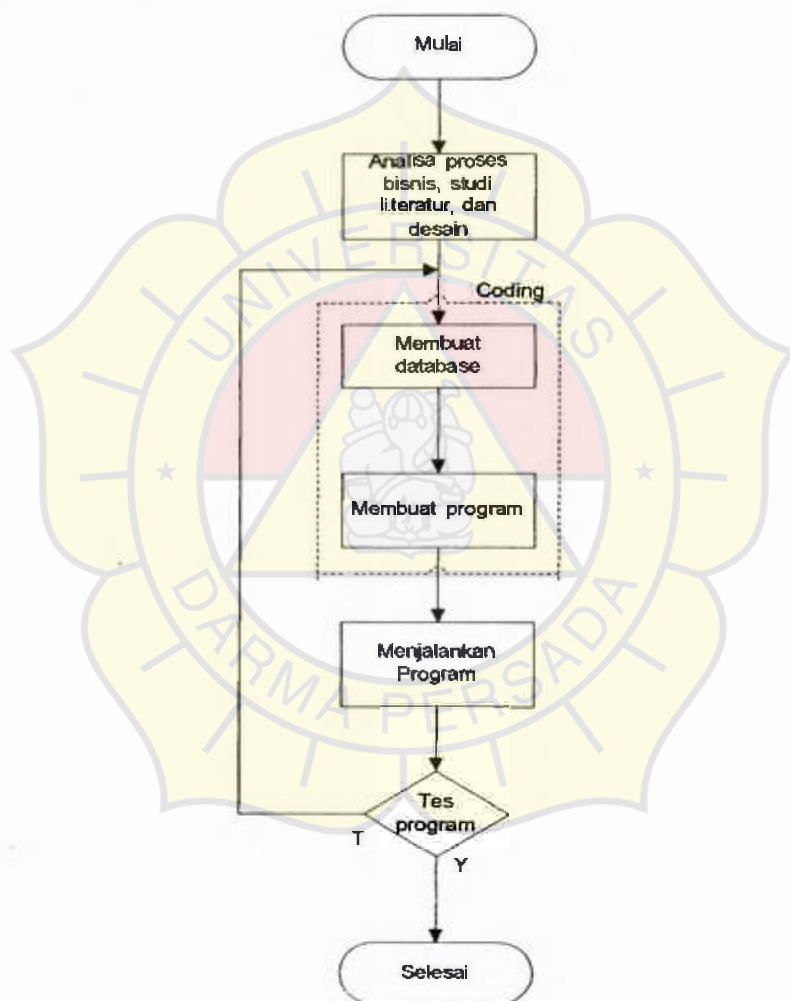 Mulai
Analisa proses
bisnis, studi
literatur, dan
desain
Coding
Membuat
database
Membuat program
Menjalankan
Program
Tes
program
T
Y
Selesai
UNIVERSITAS
DARMA PERSADA